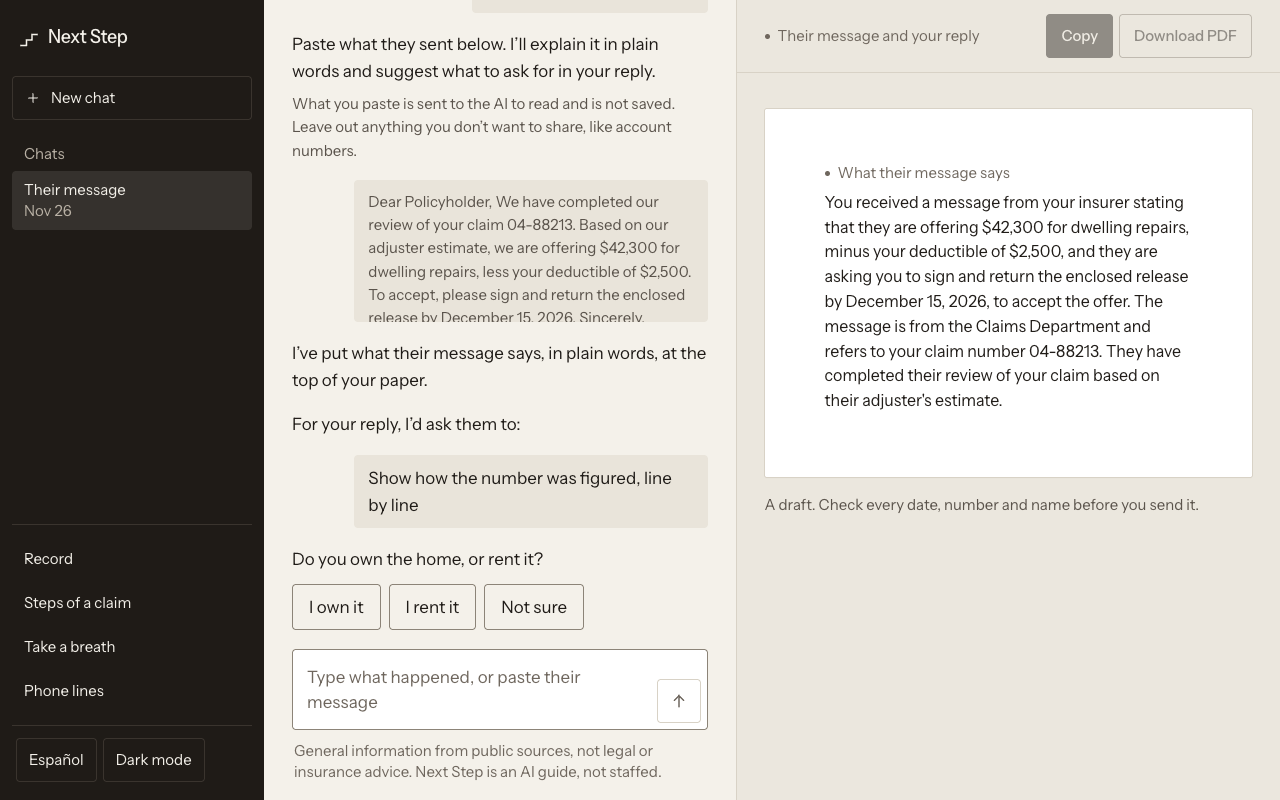 Next Step
New chat
Chats
Their message
Nov 26
Record
Steps of a claim
Take a breath
Phone lines
Español
Dark mode
Paste what they sent below. I’ll explain it in plain
words and suggest what to ask for in your reply.
What you paste is sent to the AI to read and is not saved.
Leave out anything you don’t want to share, like account
numbers.
Dear Policyholder, We have completed our
review of your claim 04-88213. Based on our
adjuster estimate, we are offering $42,300 for
dwelling repairs, less your deductible of $2,500.
To accept, please sign and return the enclosed
release by December 15, 2026. Sincerely,
I’ve put what their message says, in plain words, at the
top of your paper.
For your reply, I’d ask them to:
Show how the number was figured, line
by line
Do you own the home, or rent it?
I own it
I rent it
Not sure
Type what happened, or paste their
message
General information from public sources, not legal or
insurance advice. Next Step is an AI guide, not staffed.
Their message and your reply
Copy
Download PDF
What their message says
You received a message from your insurer stating
that they are offering $42,300 for dwelling repairs,
minus your deductible of $2,500, and they are
asking you to sign and return the enclosed release
by December 15, 2026, to accept the offer. The
message is from the Claims Department and
refers to your claim number 04-88213. They have
completed their review of your claim based on
their adjuster's estimate.
A draft. Check every date, number and name before you send it.